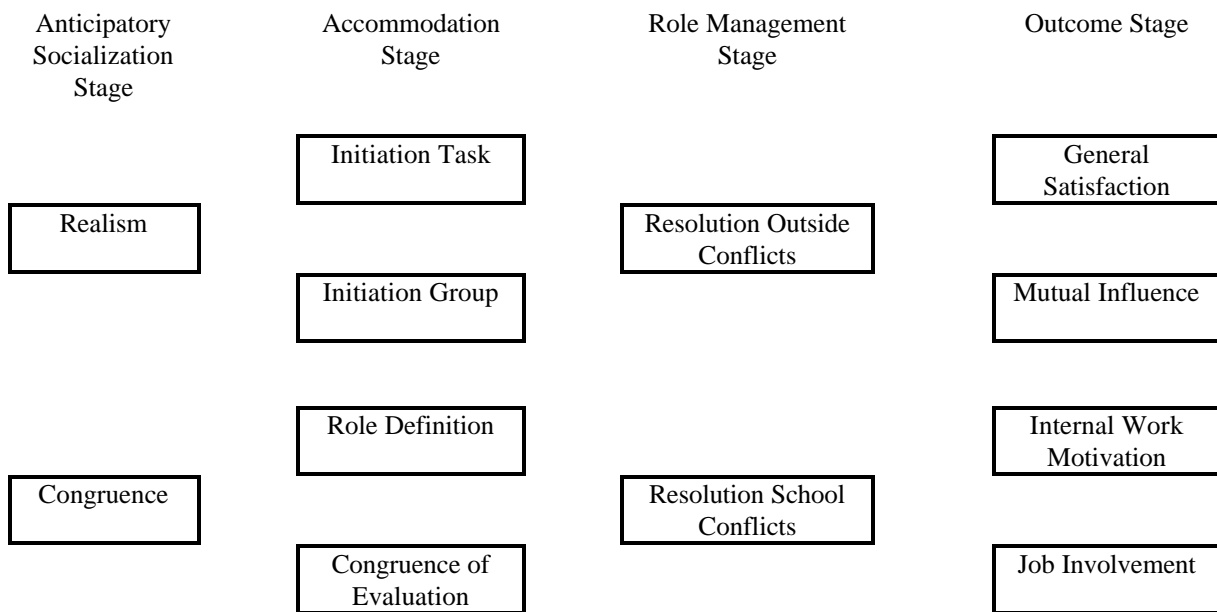 Anticipatory
Socialization
Stage
Accommodation
Stage
Role Management
Stage
Outcome Stage
Initiation Task
General
Satisfaction
Realism
Resolution Outside
Conflicts
Initiation Group
Mutual Influence
Role Definition
Internal Work
Motivation
Congruence
Resolution School
Conflicts
Congruence of
Evaluation
Job Involvement